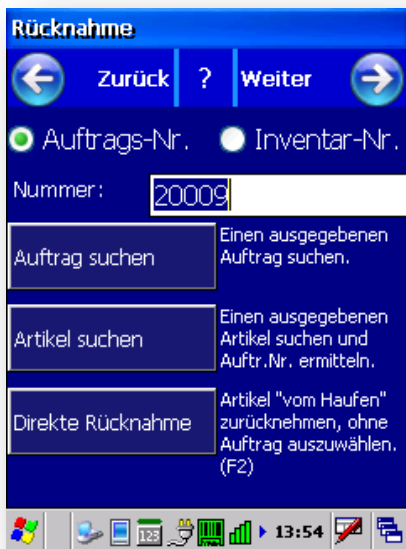 Rücknahme
Zurück ? Weiter
Auftrags-Nr. Inventar-Nr.
Nummer: 20009
Auftrag suchen
Einen ausgegebenen
Auftrag suchen.
Artikel suchen
Einen ausgegebenen
Artikel suchen und
Auftr.Nr. ermitteln.
Direkte Rücknahme
Artikel "vom Haufen"
zurücknehmen, ohne
Auftrag auszuwählen.
(F2)
123 13:54